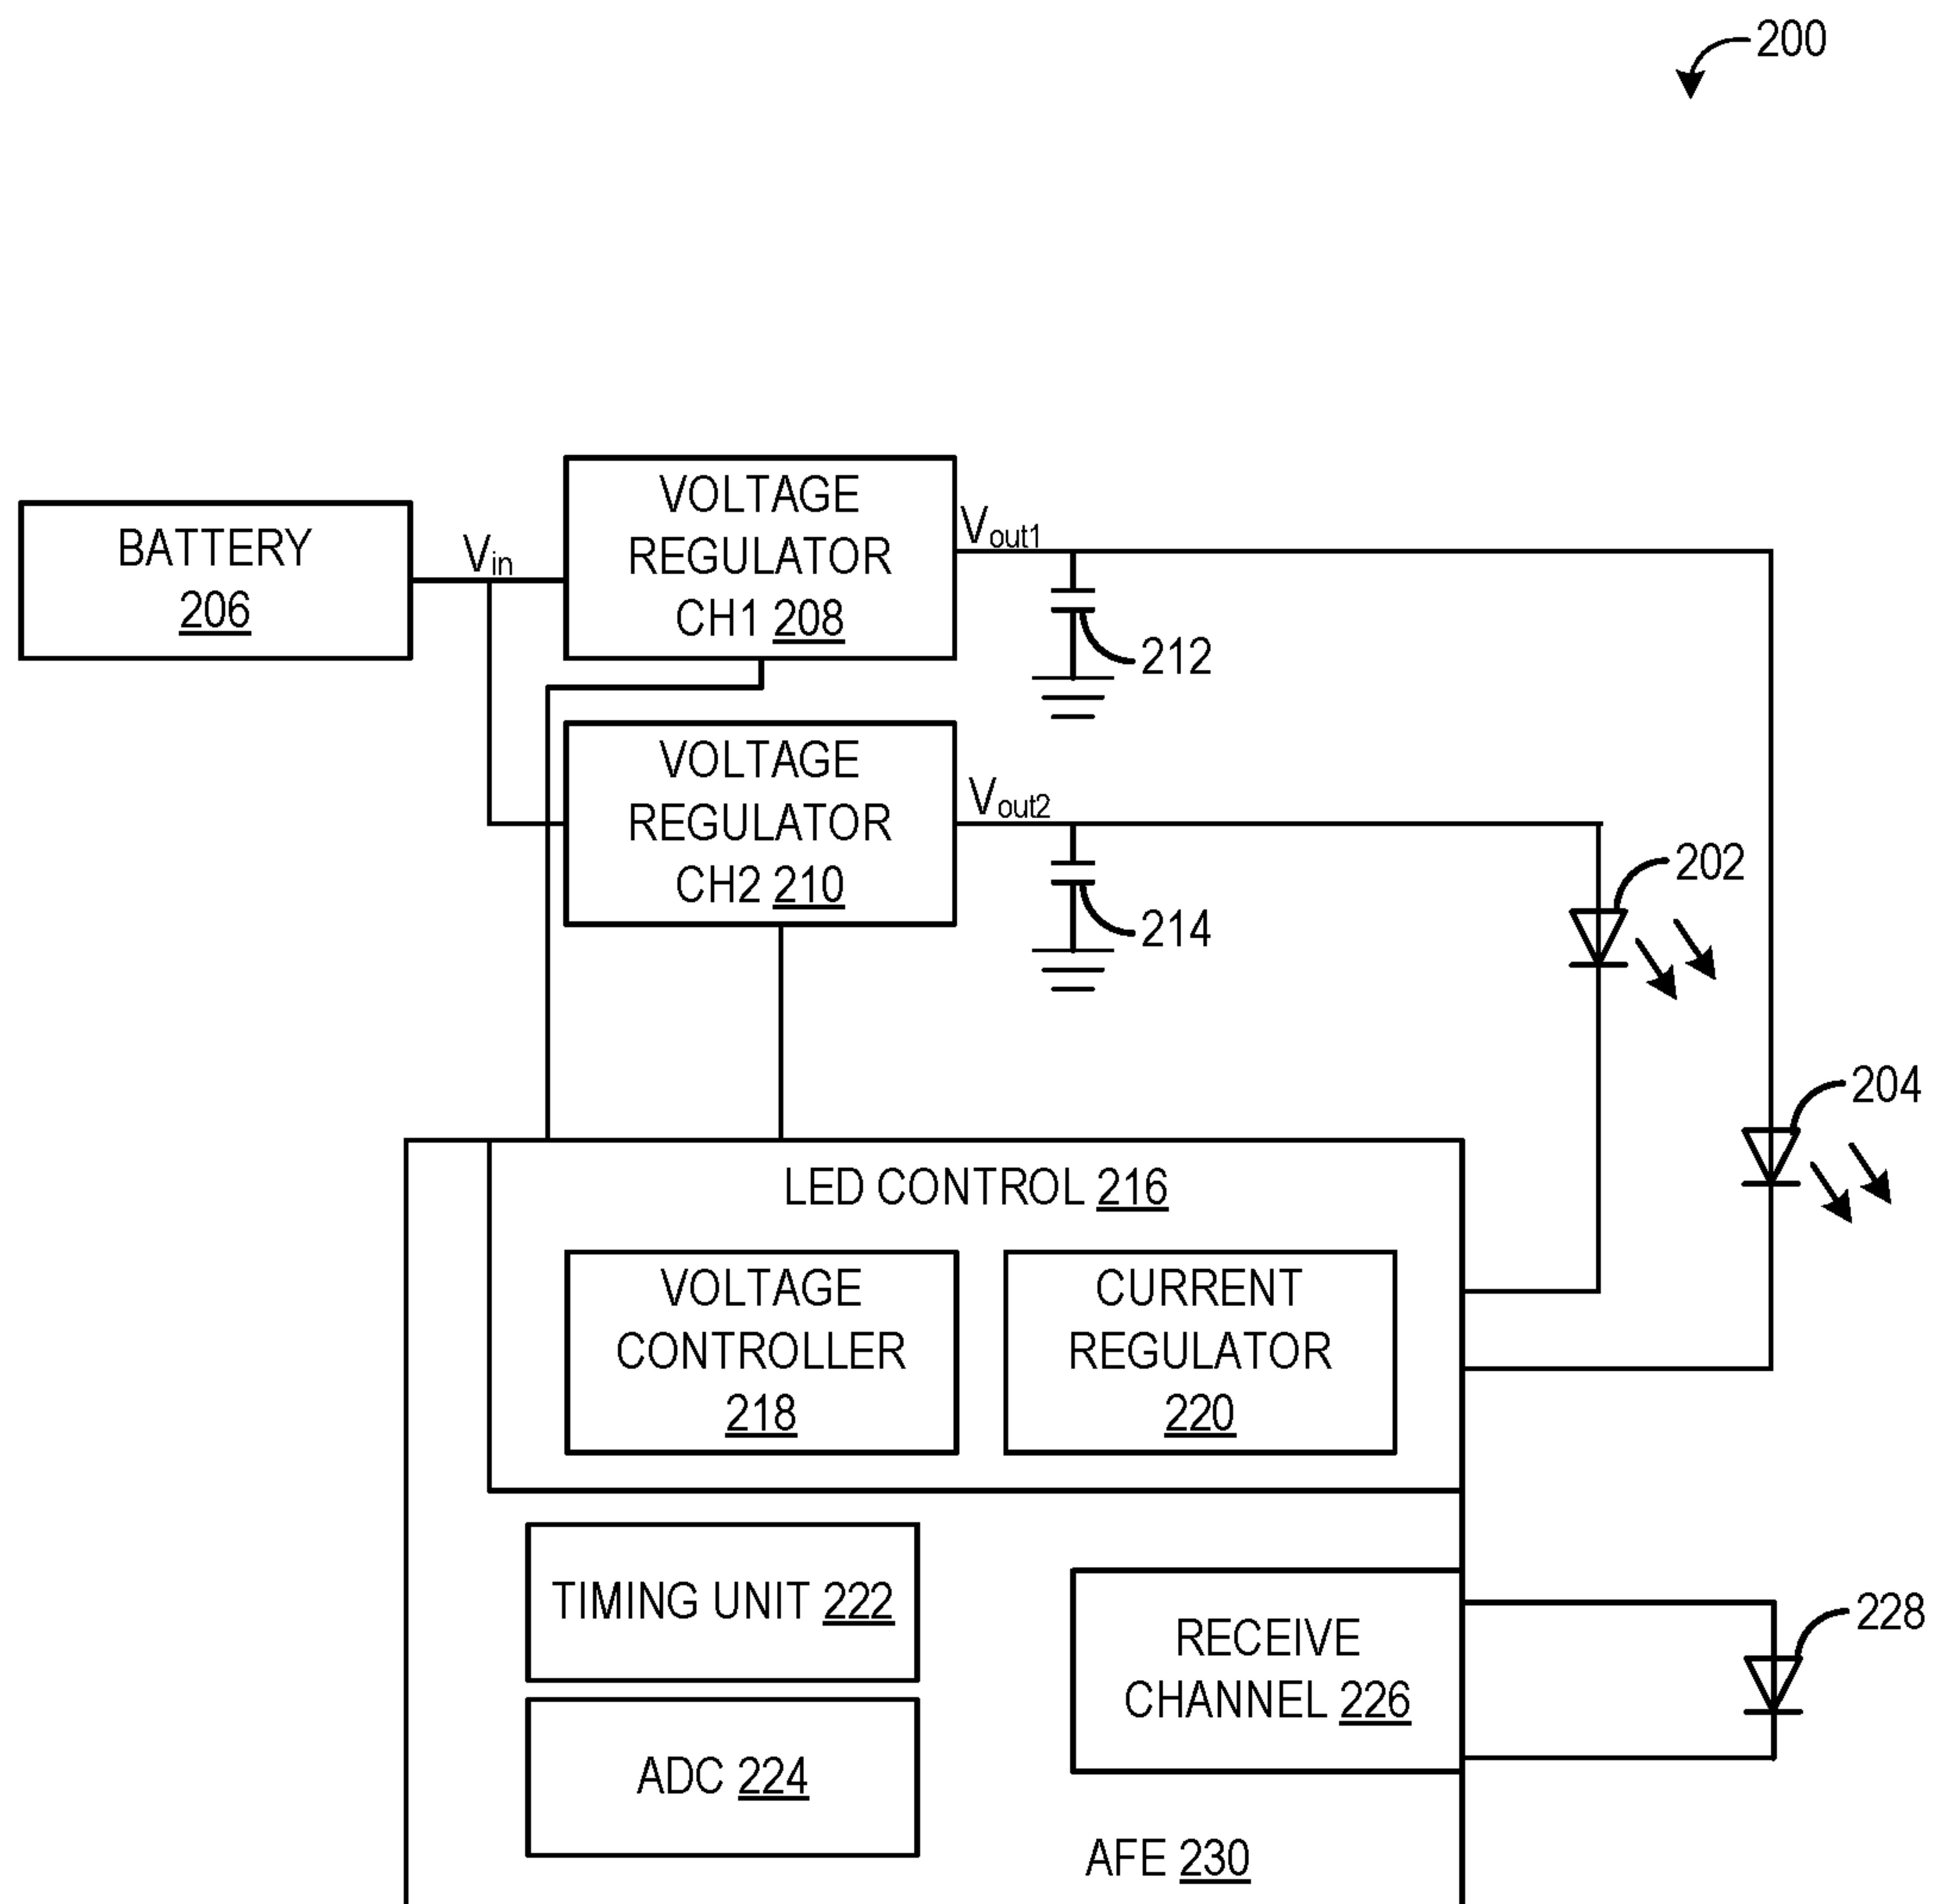 200
VOLTAGE
REGULATOR
CH1 208
BATTERY
206
Vin
Vout1
212
VOLTAGE
REGULATOR
CH2 210
Vout2
214
202
204
LED CONTROL 216
VOLTAGE
CONTROLLER
218
CURRENT
REGULATOR
220
TIMING UNIT 222
RECEIVE
CHANNEL 226
228
ADC 224
AFE 230